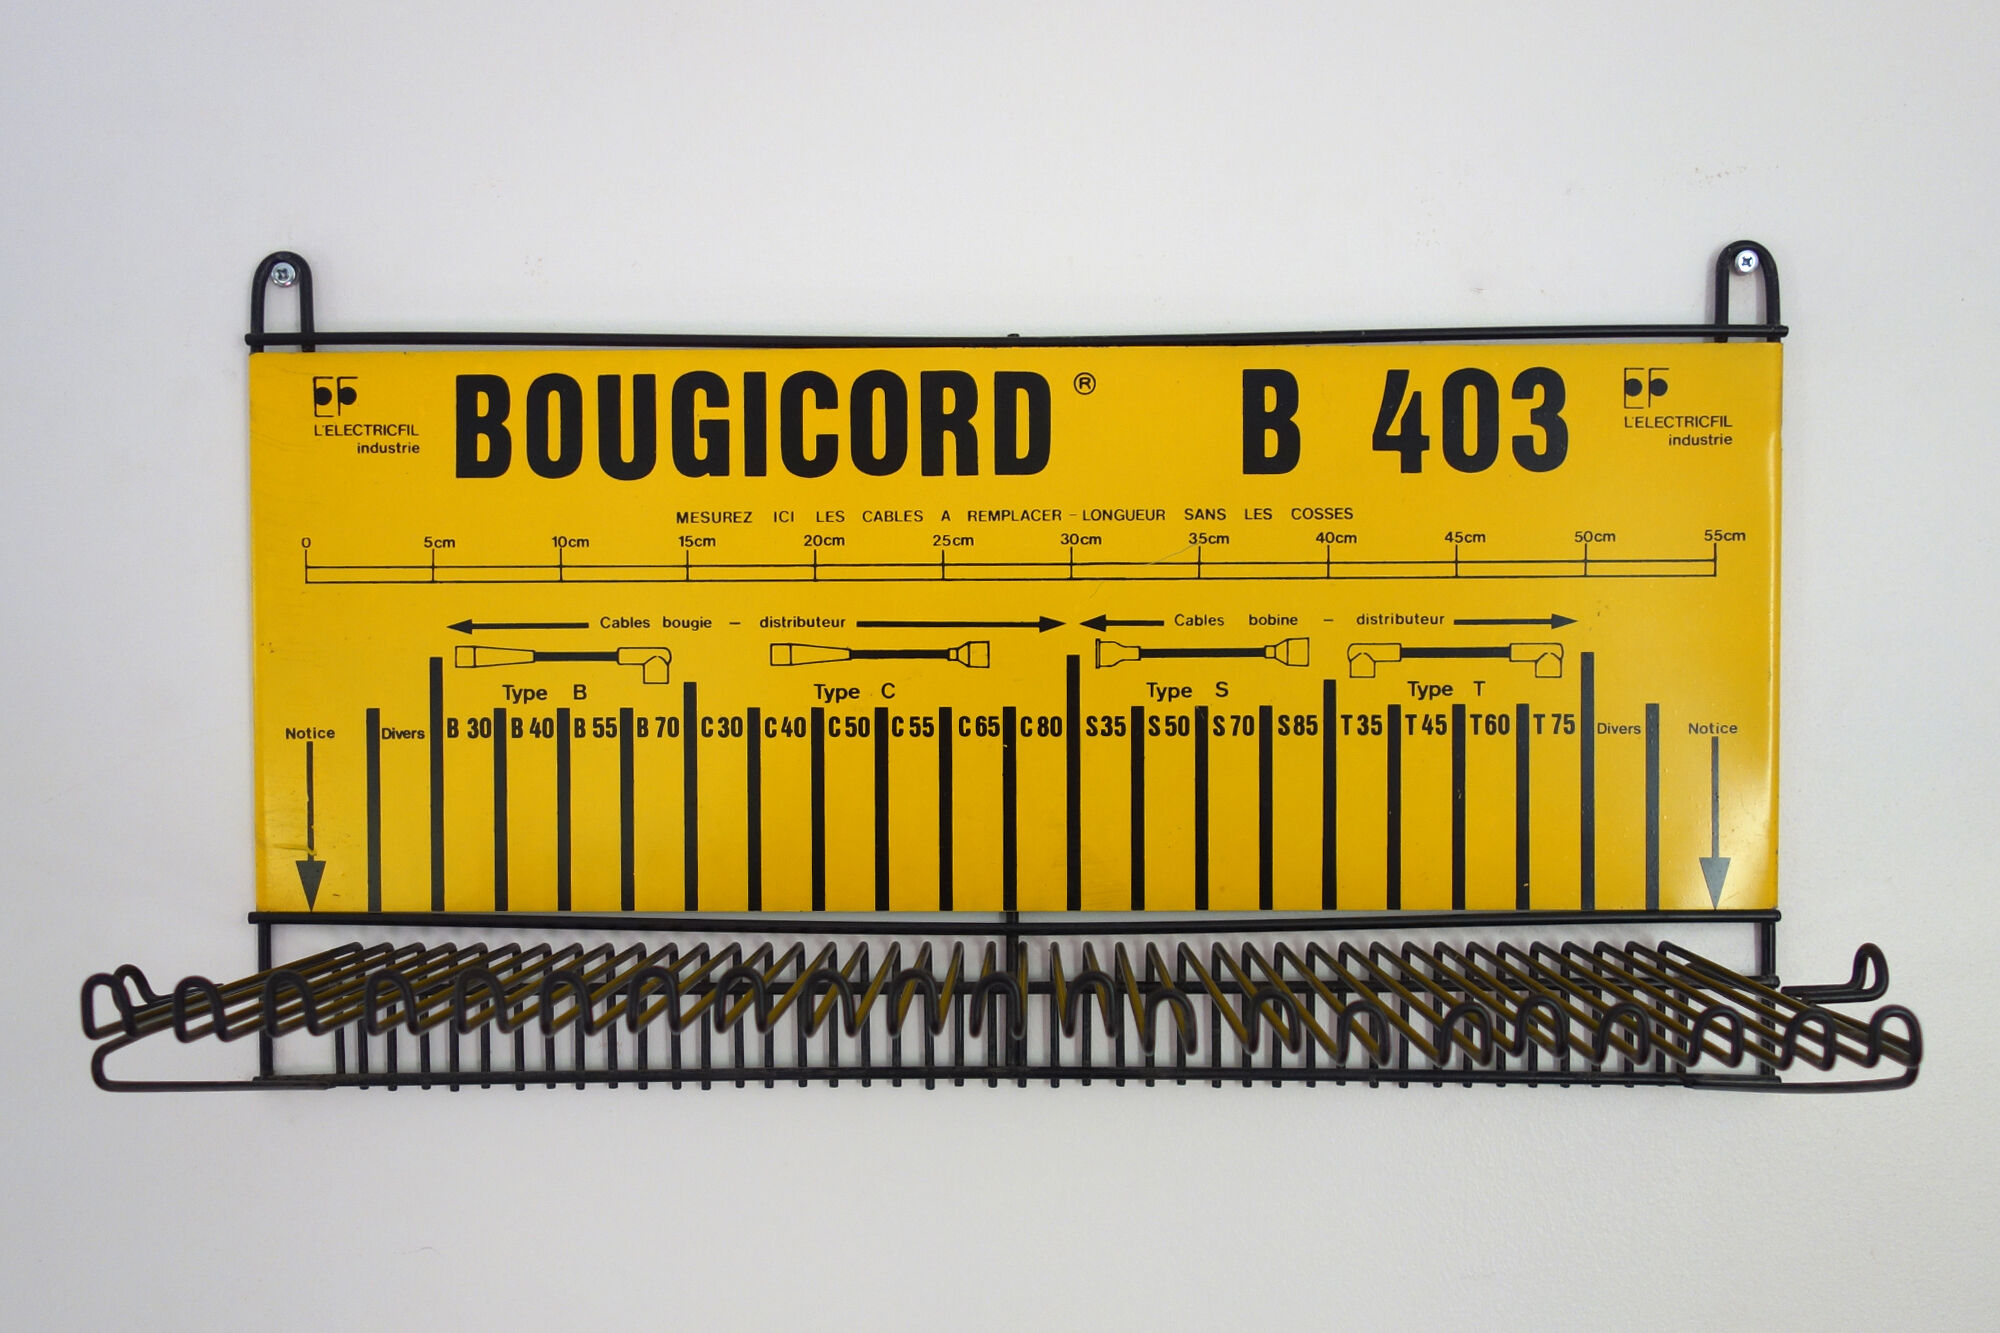 BOUGICORD ® B 403
L'ELECTRICFIL
industrie
L'ELECTRICFIL
industrie
MESUREZ ICI LES CABLES A REMPLACER - LONGUEUR SANS LES COSSES
0 5cm 10cm 15cm 20cm 25cm 30cm 35cm 40cm 45cm 50cm 55cm
Cables bougie - distributeur
Cables bobine - distributeur
Type B Type C Type S Type T
Notice Divers B 30 B 40 B 55 B 70 C 30 C 40 C 50 C 55 C 65 C 80 S 35 S 50 S 70 S 85 T 35 T 45 T 60 T 75 Divers Notice